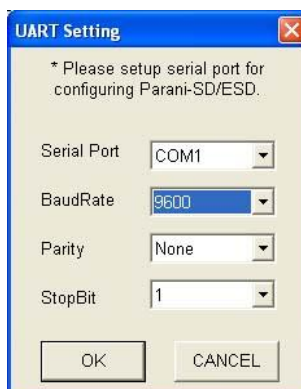 UART Setting
* Please setup serial port for
configuring Parani-SD/ESD.
Serial Port COM1
BaudRate 9600
Parity None
StopBit 1
OK CANCEL